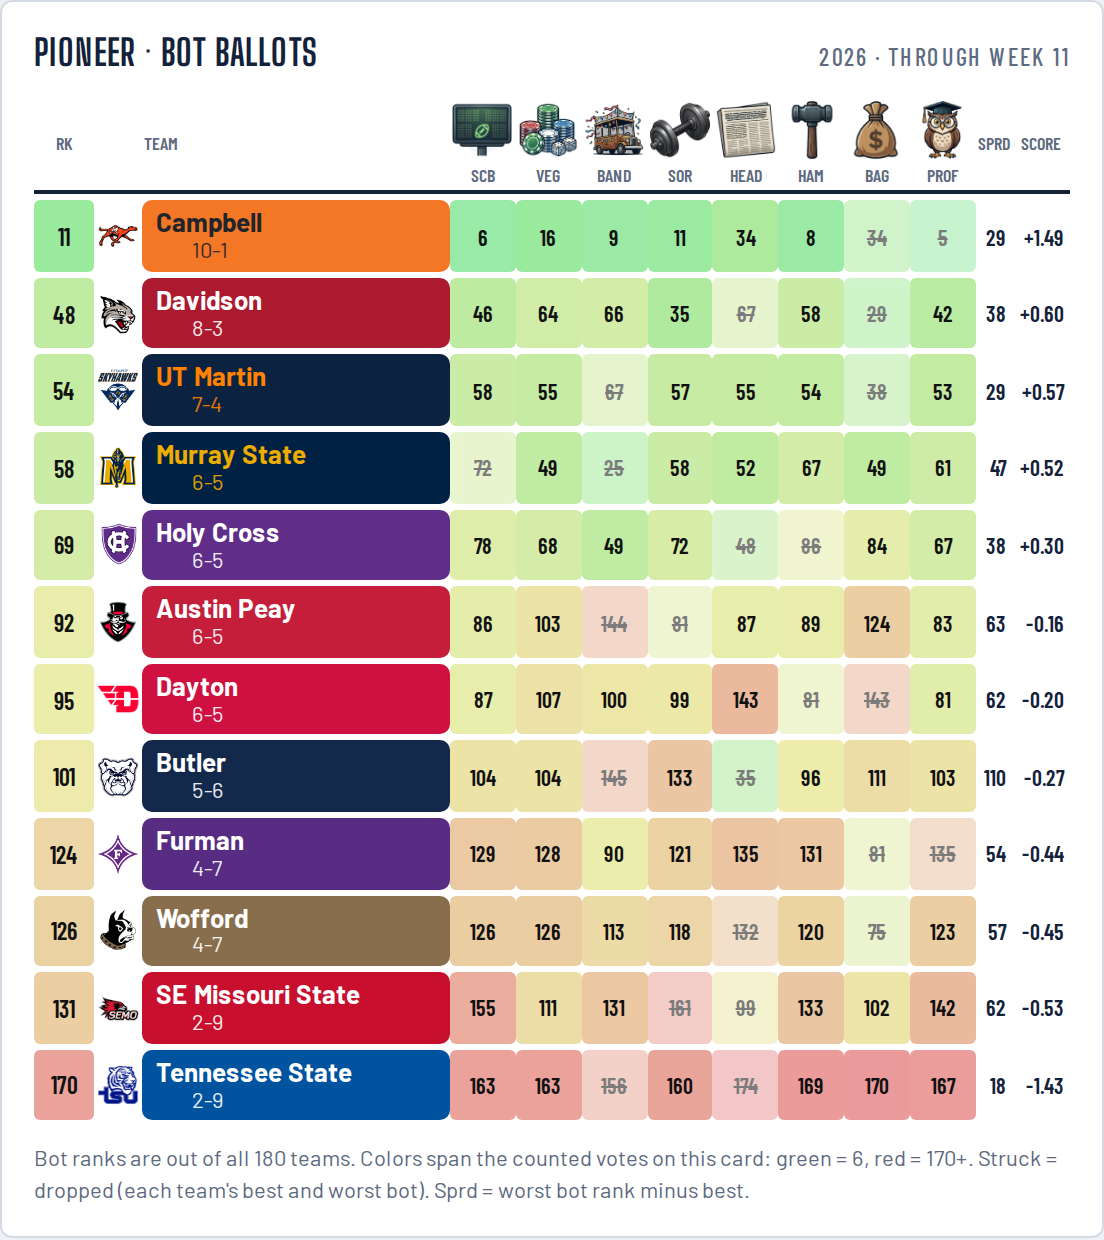 PIONEER · BOT BALLOTS
2026 · THROUGH WEEK 11
RK TEAM SCB VEG BAND SOR HEAD HAM BAG PROF SPRD SCORE
11 Campbell 6 16 9 11 34 8 34 5 29 +1.49
10-1
48 Davidson 46 64 66 35 67 58 29 42 38 +0.60
8-3
SKYHAWKS
54 UT Martin 58 55 67 57 55 54 38 53 29 +0.57
7-4
58 Murray State 72 49 25 58 52 67 49 61 47 +0.52
6-5
69 Holy Cross 78 68 49 72 48 86 84 67 38 +0.30
6-5
92 Austin Peay 86 103 144 81 87 89 124 83 63 -0.16
6-5
95 Dayton 87 107 100 99 143 81 143 81 62 -0.20
6-5
101 Butler 104 104 145 133 35 96 111 103 110 -0.27
5-6
124 Furman 129 128 90 121 135 131 81 135 54 -0.44
4-7
126 Wofford 126 126 113 118 132 120 75 123 57 -0.45
4-7
131 SEMO SE Missouri State 155 111 131 161 99 133 102 142 62 -0.53
2-9
170 TSU Tennessee State 163 163 156 160 174 169 170 167 18 -1.43
2-9
Bot ranks are out of all 180 teams. Colors span the counted votes on this card: green = 6, red = 170+. Struck =
dropped (each team's best and worst bot). Sprd = worst bot rank minus best.